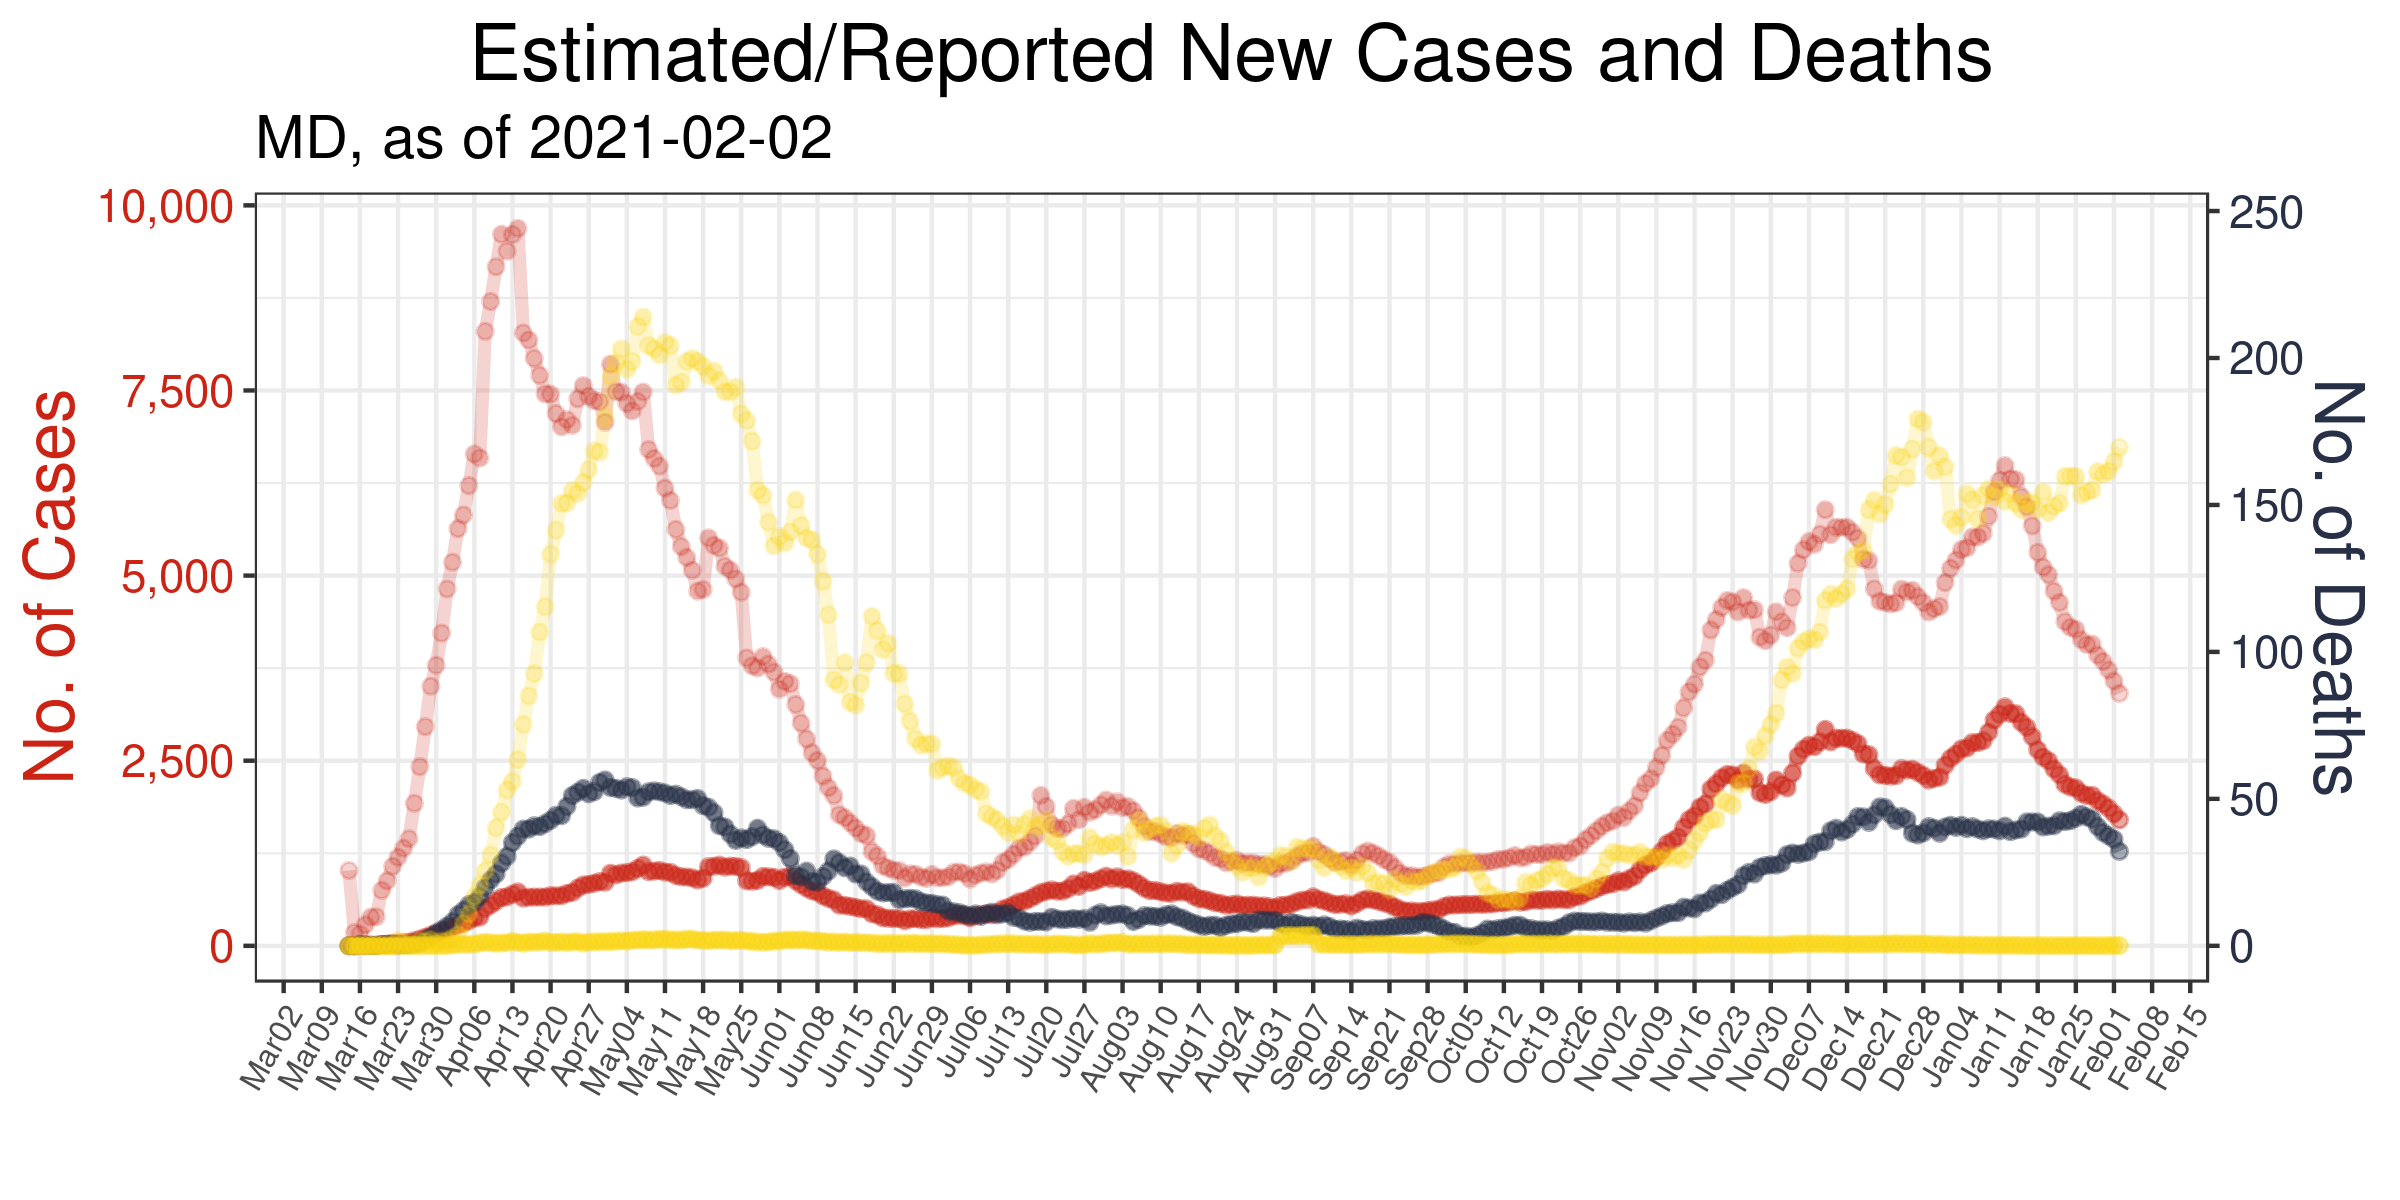 Estimated/Reported New Cases and Deaths
MD, as of 2021-02-02
No. of Cases
10,000
7,500
5,000
2,500
0
250
200
150
100
50
0
No. of Deaths
Mar02
Mar09
Mar16
Mar23
Mar30
Apr06
Apr13
Apr20
Apr27
May04
May11
May18
May25
Jun01
Jun08
Jun15
Jun22
Jun29
Jul06
Jul13
Jul20
Jul27
Aug03
Aug10
Aug17
Aug24
Aug31
Sep07
Sep14
Sep21
Sep28
Oct05
Oct12
Oct19
Oct26
Nov02
Nov09
Nov16
Nov23
Nov30
Dec07
Dec14
Dec21
Dec28
Jan04
Jan11
Jan18
Jan25
Feb01
Feb08
Feb15